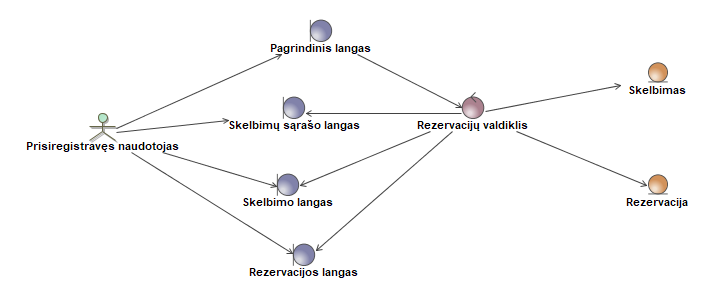 Pagrindinis langas
Skelbimas
Skelbimų sąrašo langas
Rezervacijų valdiklis
Prisiregistravęs naudotojas
Skelbimo langas
Rezervacija
Rezervacijos langas